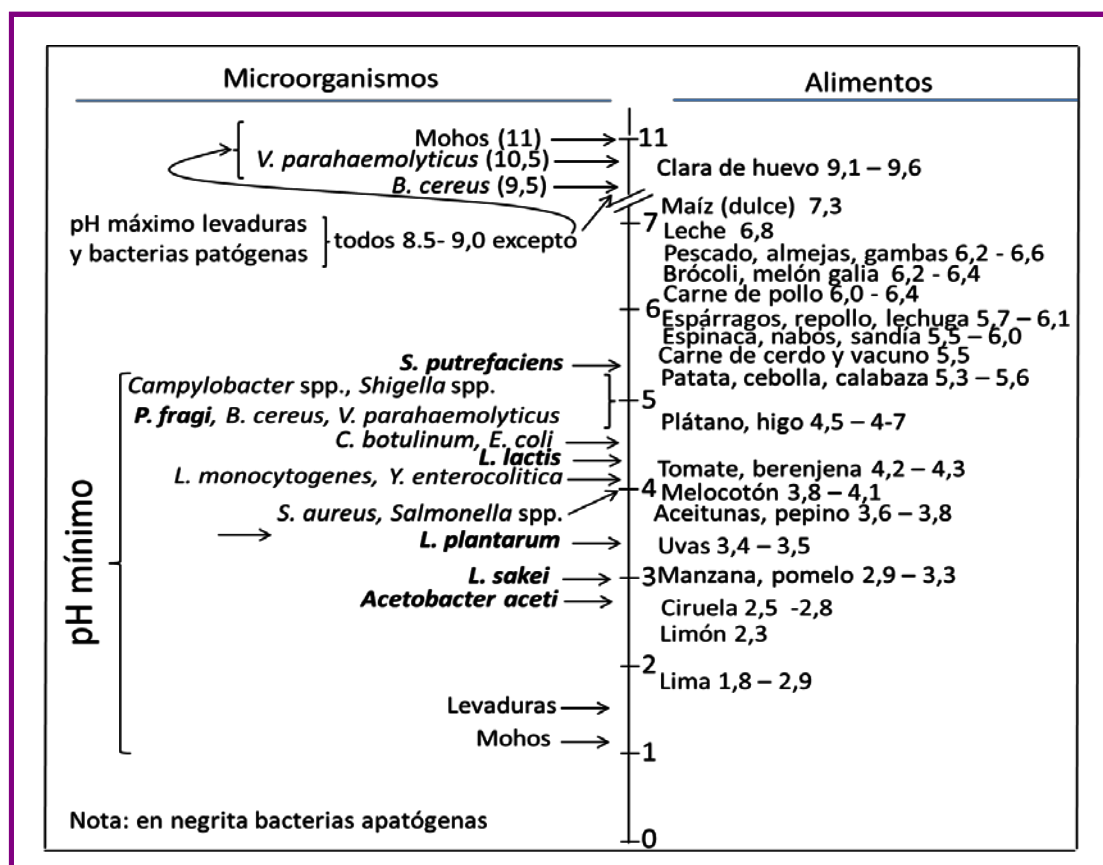 Microorganismos
Alimentos
Mohos (11)
V. parahaemolyticus (10,5)
B. cereus (9,5)
pH máximo levaduras
y bacterias patógenas
todos 8.5- 9,0 excepto
S. putrefaciens
Campylobacter spp., Shigella spp.
P. fragi, B. cereus, V. parahaemolyticus
C. botulinum, E. coli
L. lactis
L. monocytogenes, Y. enterocolitica
S. aureus, Salmonella spp.
L. plantarum
L. sakei
Acetobacter aceti
Levaduras
Mohos
pH mínimo
Nota: en negrita bacterias apatógenas
11
7
6
5
4
3
2
1
0
Clara de huevo 9,1 – 9,6
Maíz (dulce) 7,3
Leche 6,8
Pescado, almejas, gambas 6,2 - 6,6
Brócoli, melón galia 6,2 - 6,4
Carne de pollo 6,0 - 6,4
Espárragos, repollo, lechuga 5,7 – 6,1
Espinaca, nabos, sandía 5,5 – 6,0
Carne de cerdo y vacuno 5,5
Patata, cebolla, calabaza 5,3 – 5,6
Plátano, higo 4,5 – 4-7
Tomate, berenjena 4,2 – 4,3
Melocotón 3,8 – 4,1
Aceitunas, pepino 3,6 – 3,8
Uvas 3,4 – 3,5
Manzana, pomelo 2,9 – 3,3
Ciruela 2,5 -2,8
Limón 2,3
Lima 1,8 – 2,9